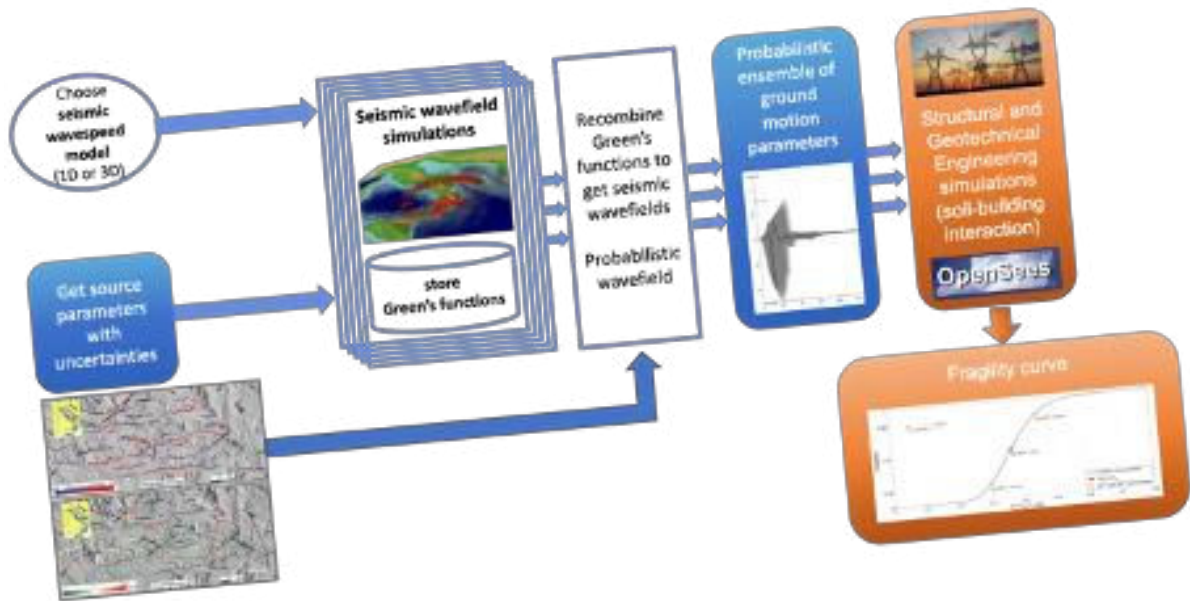 Choose
seismic
wavespeed
model
(1D or 3D)
Get source
parameters
with
uncertainties
Seismic wavefield
simulations
store
Green's functions
Recombine
Green's
functions to
get seismic
wavefields
Probabilistic
wavefield
Probabilistic
ensemble of
ground
motion
parameters
Structural and
Geotechnical
Engineering
simulations
(soil-building
interaction)
OpenSees
Fragility curve